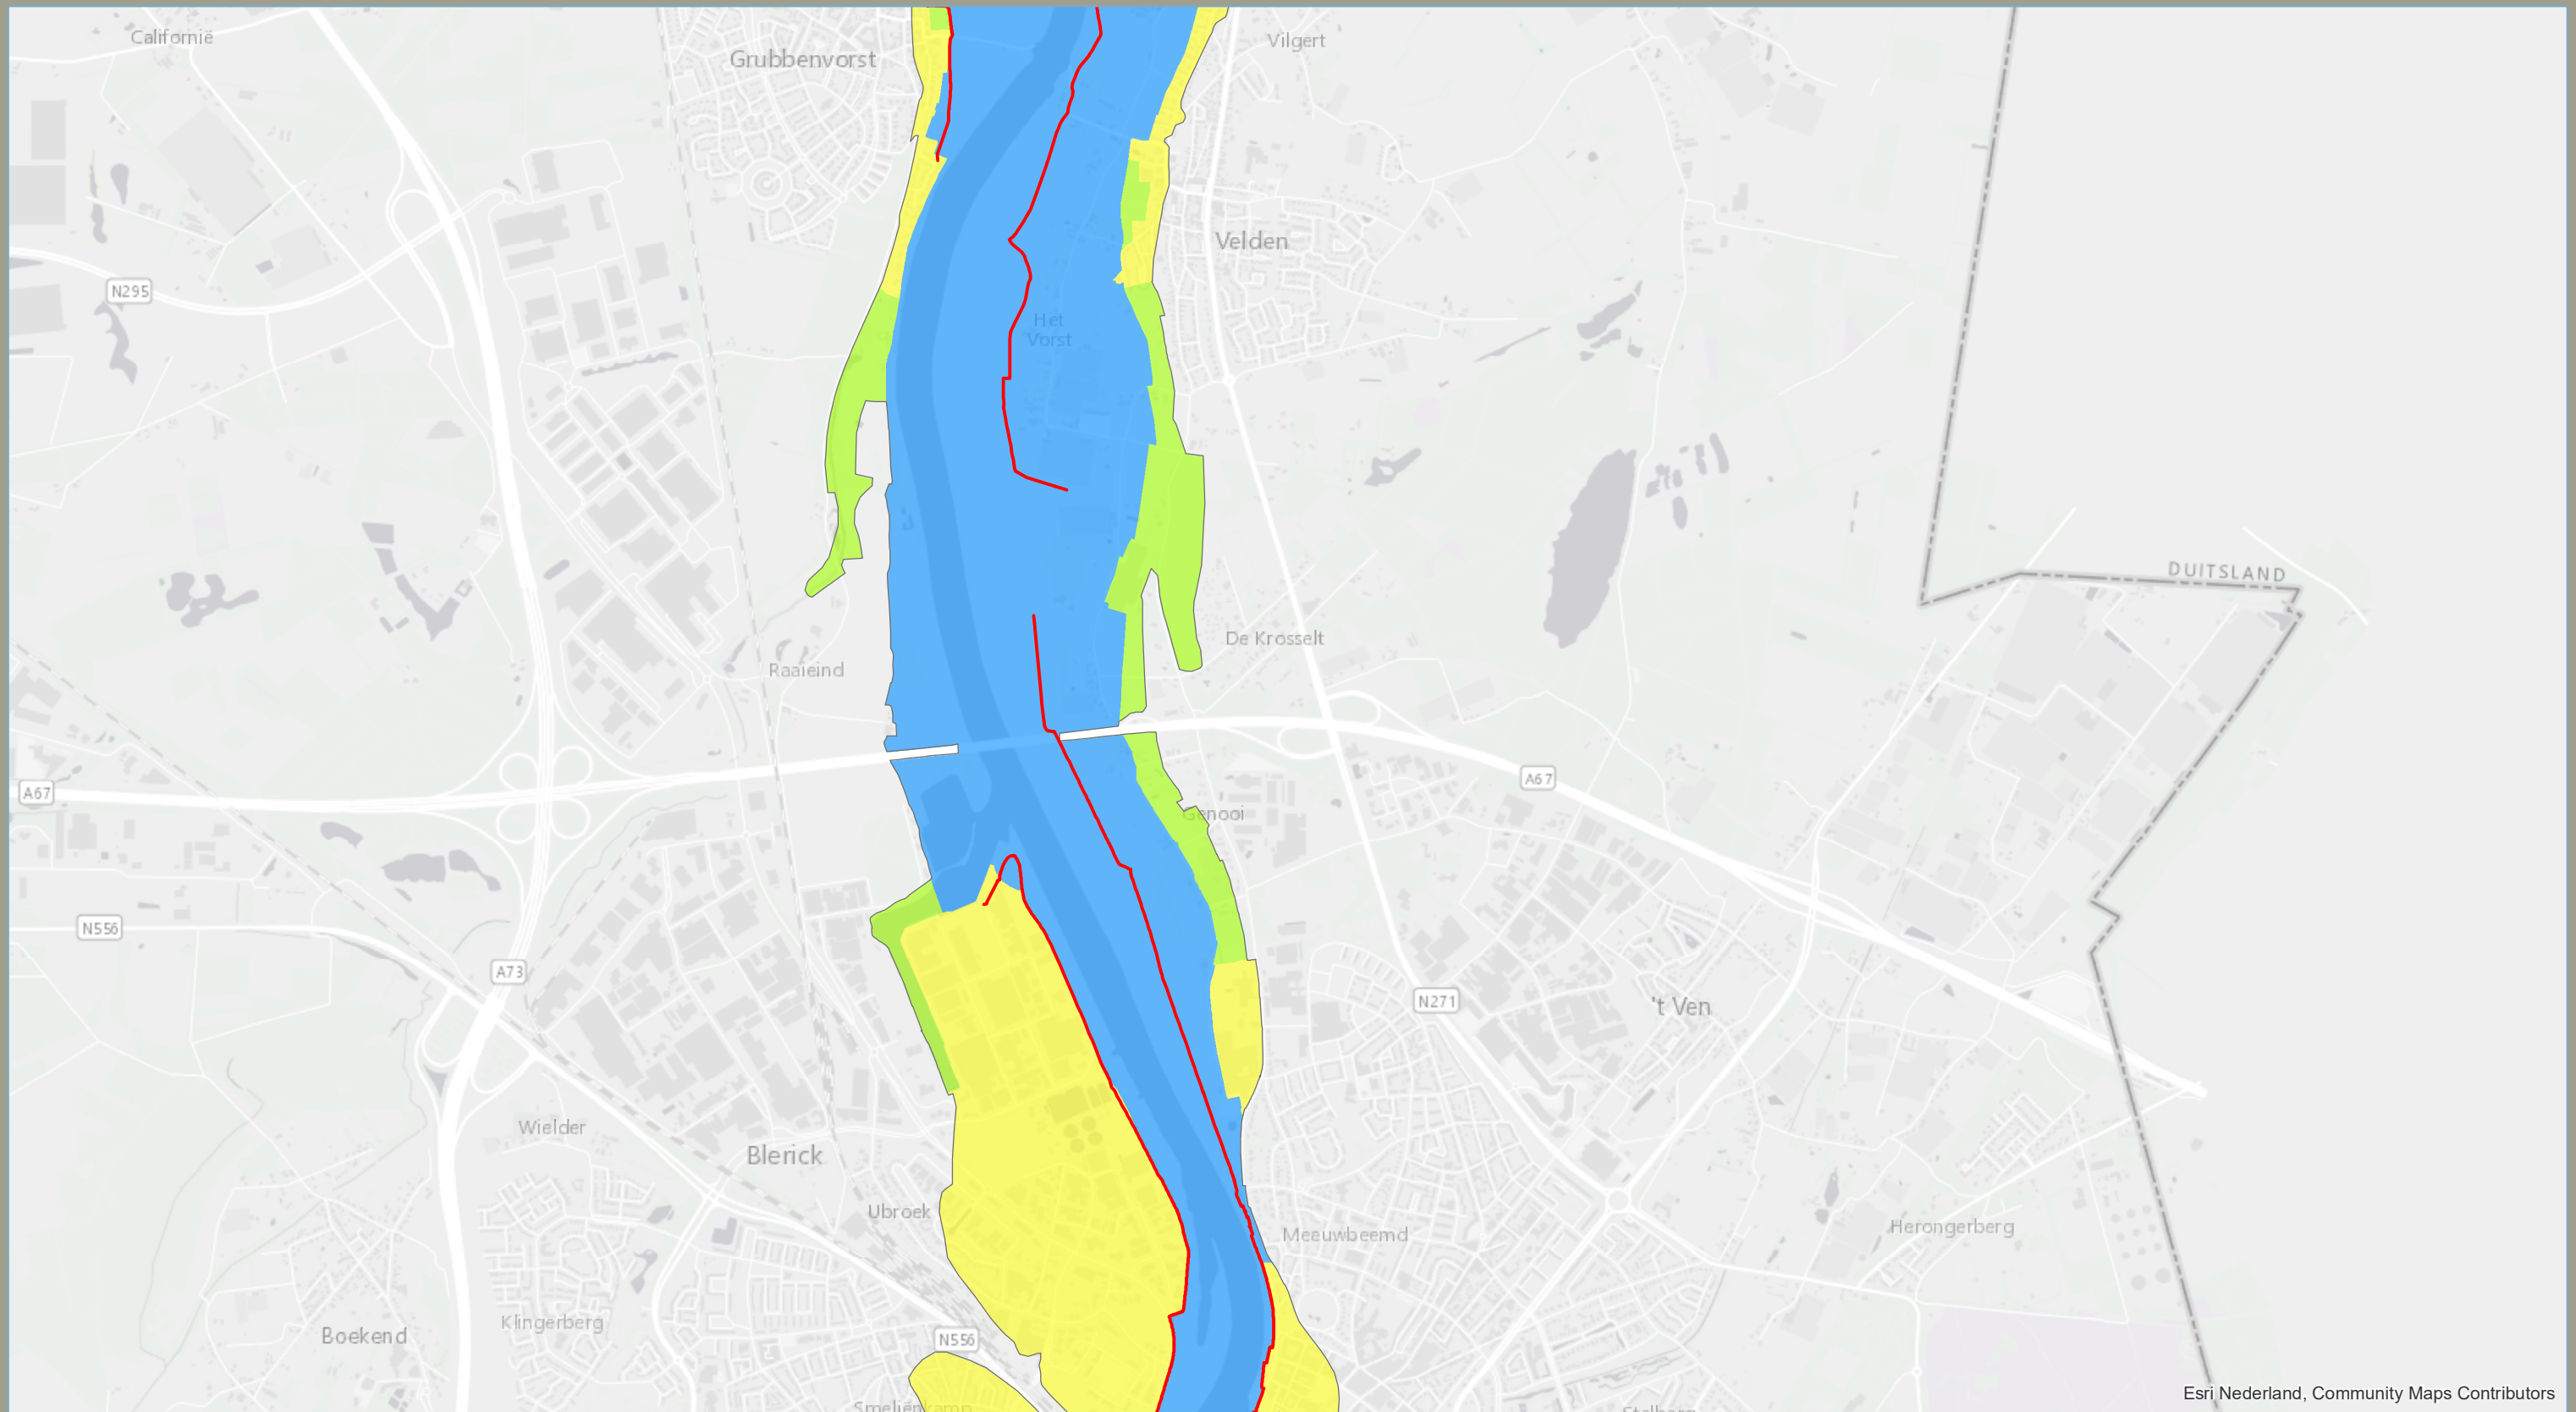 Californië
Grubbenvorst
Vilgert
Velden
N295
Het
Vorst
DUITSLAND
De Krosselt
Raaieind
A67
A67
Genooi
N556
A73
N271
't Ven
Wielder
Blerick
Ubroek
Meeuwbeemd
Herongerberg
Klingerberg
Boekend
N556
Esri Nederland, Community Maps Contributors
Smeliënkamp